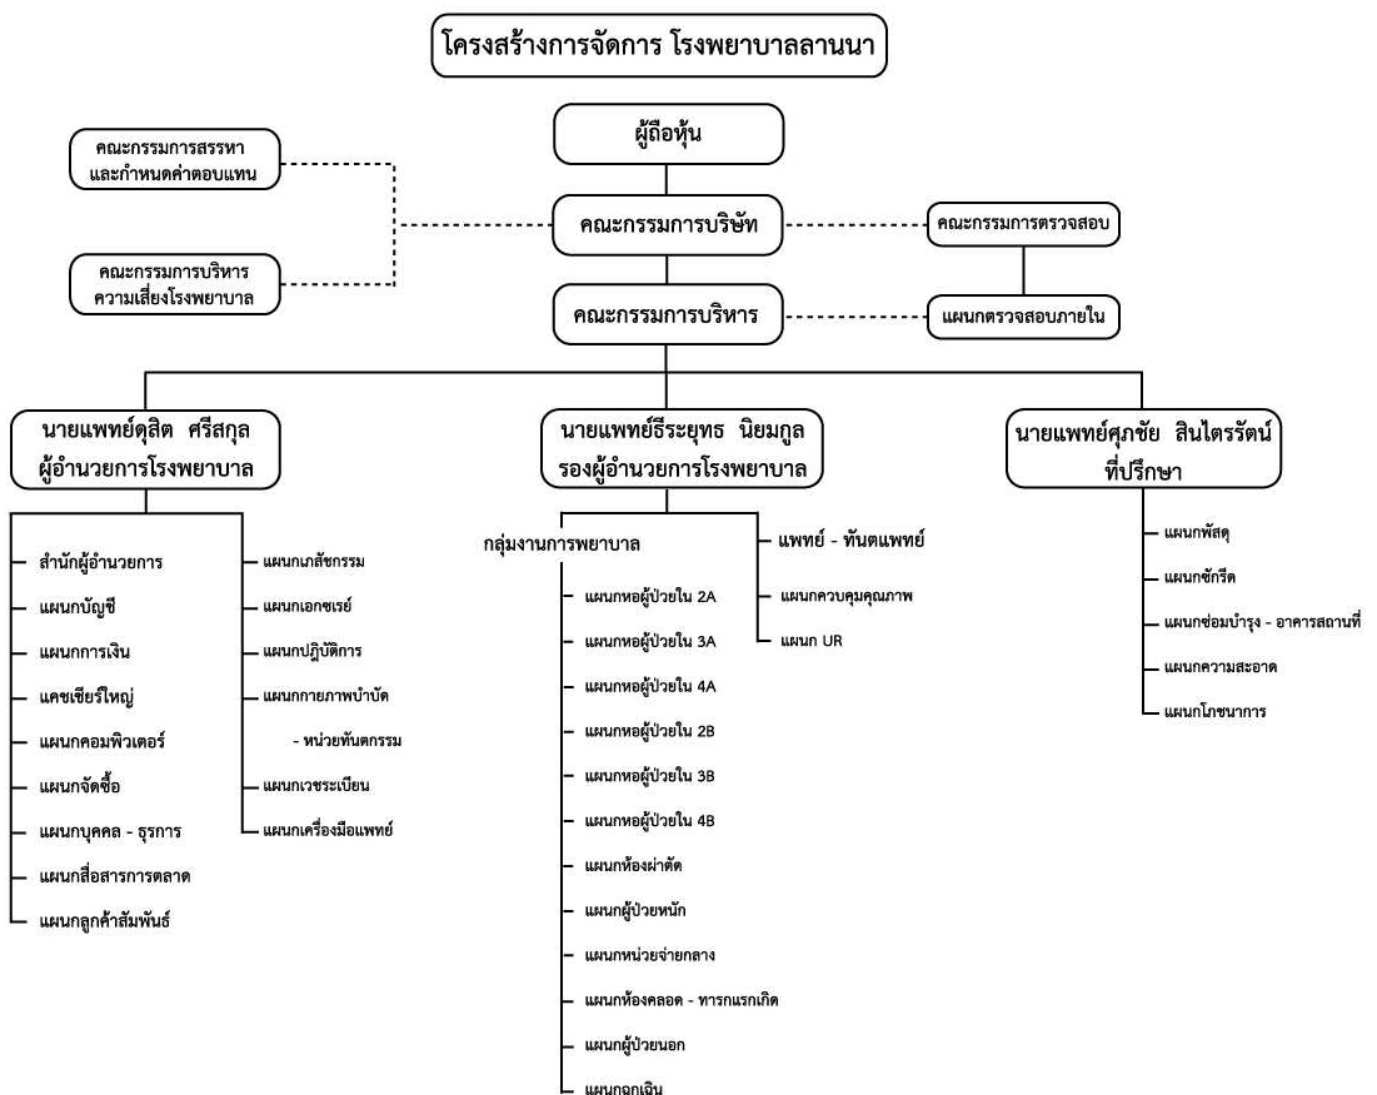 โครงสร้างการจัดการ โรงพยาบาลลานนา
ผู้ถือหุ้น
คณะกรรมการสรรหา
และกำหนดค่าตอบแทน
คณะกรรมการบริษัท
คณะกรรมการตรวจสอบ
คณะกรรมการบริหาร
ความเสี่ยงโรงพยาบาล
คณะกรรมการบริหาร
แผนกตรวจสอบภายใน
นายแพทย์ดุสิต ศรีสกุล
ผู้อำนวยการโรงพยาบาล
สำนักผู้อำนวยการ
แผนกบัญชี
แผนกการเงิน
แคชเชียร์ใหญ่
แผนกคอมพิวเตอร์
แผนกจัดซื้อ
แผนกบุคคล - ธุรการ
แผนกสื่อสารการตลาด
แผนกลูกค้าสัมพันธ์
แผนกเภสัชกรรม
แผนกเอกซเรย์
แผนกปฏิบัติการ
แผนกกายภาพบำบัด
- หน่วยทันตกรรม
แผนกเวชระเบียน
แผนกเครื่องมือแพทย์
นายแพทย์ธีระยุทธ นิยมกูล
รองผู้อำนวยการโรงพยาบาล
กลุ่มงานการพยาบาล
แผนกหอผู้ป่วยใน 2A
แผนกหอผู้ป่วยใน 3A
แผนกหอผู้ป่วยใน 4A
แผนกหอผู้ป่วยใน 2B
แผนกหอผู้ป่วยใน 3B
แผนกหอผู้ป่วยใน 4B
แผนกห้องผ่าตัด
แผนกผู้ป่วยหนัก
แผนกหน่วยจ่ายกลาง
แผนกห้องคลอด - ทารกแรกเกิด
แผนกผู้ป่วยนอก
แผนกฉุกเฉิน
แพทย์ - ทันตแพทย์
แผนกควบคุมคุณภาพ
แผนก UR
นายแพทย์ศุภชัย สินไตรรัตน์
ที่ปรึกษา
แผนกพัสดุ
แผนกซักรีด
แผนกซ่อมบำรุง - อาคารสถานที่
แผนกความสะอาด
แผนกโภชนาการ